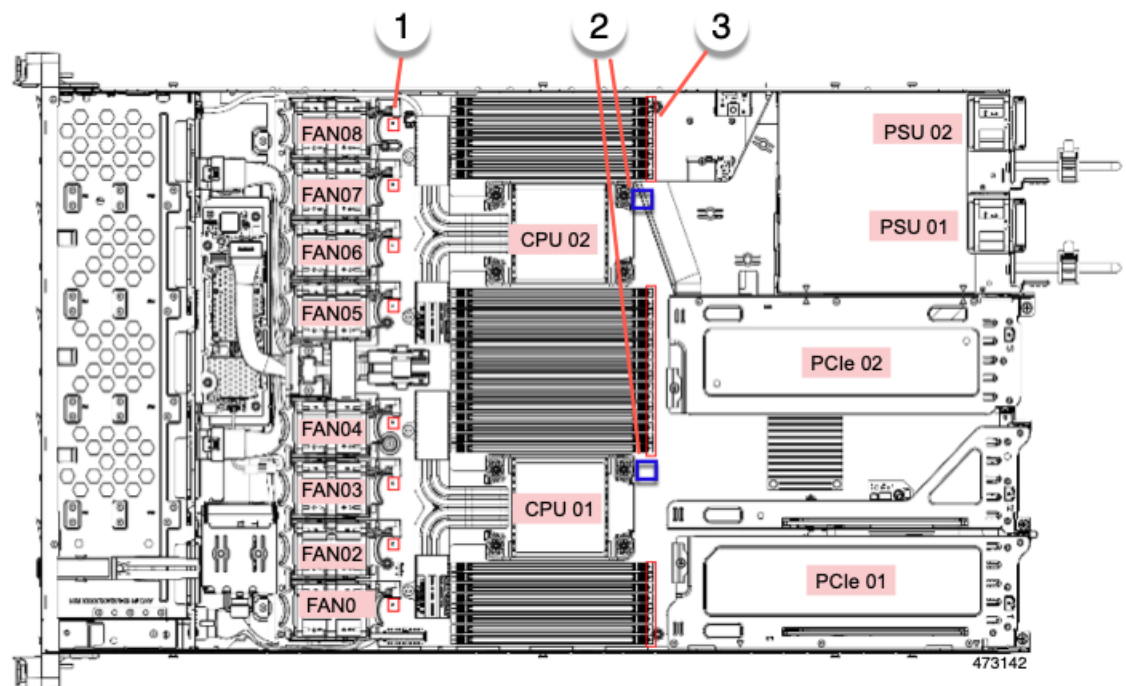 1 2 3
FAN08
PSU 02
FAN07
PSU 01
CPU 02
FAN06
FAN05
PCIe 02
FAN04
FAN03
CPU 01
FAN02
PCIe 01
FAN0
473142